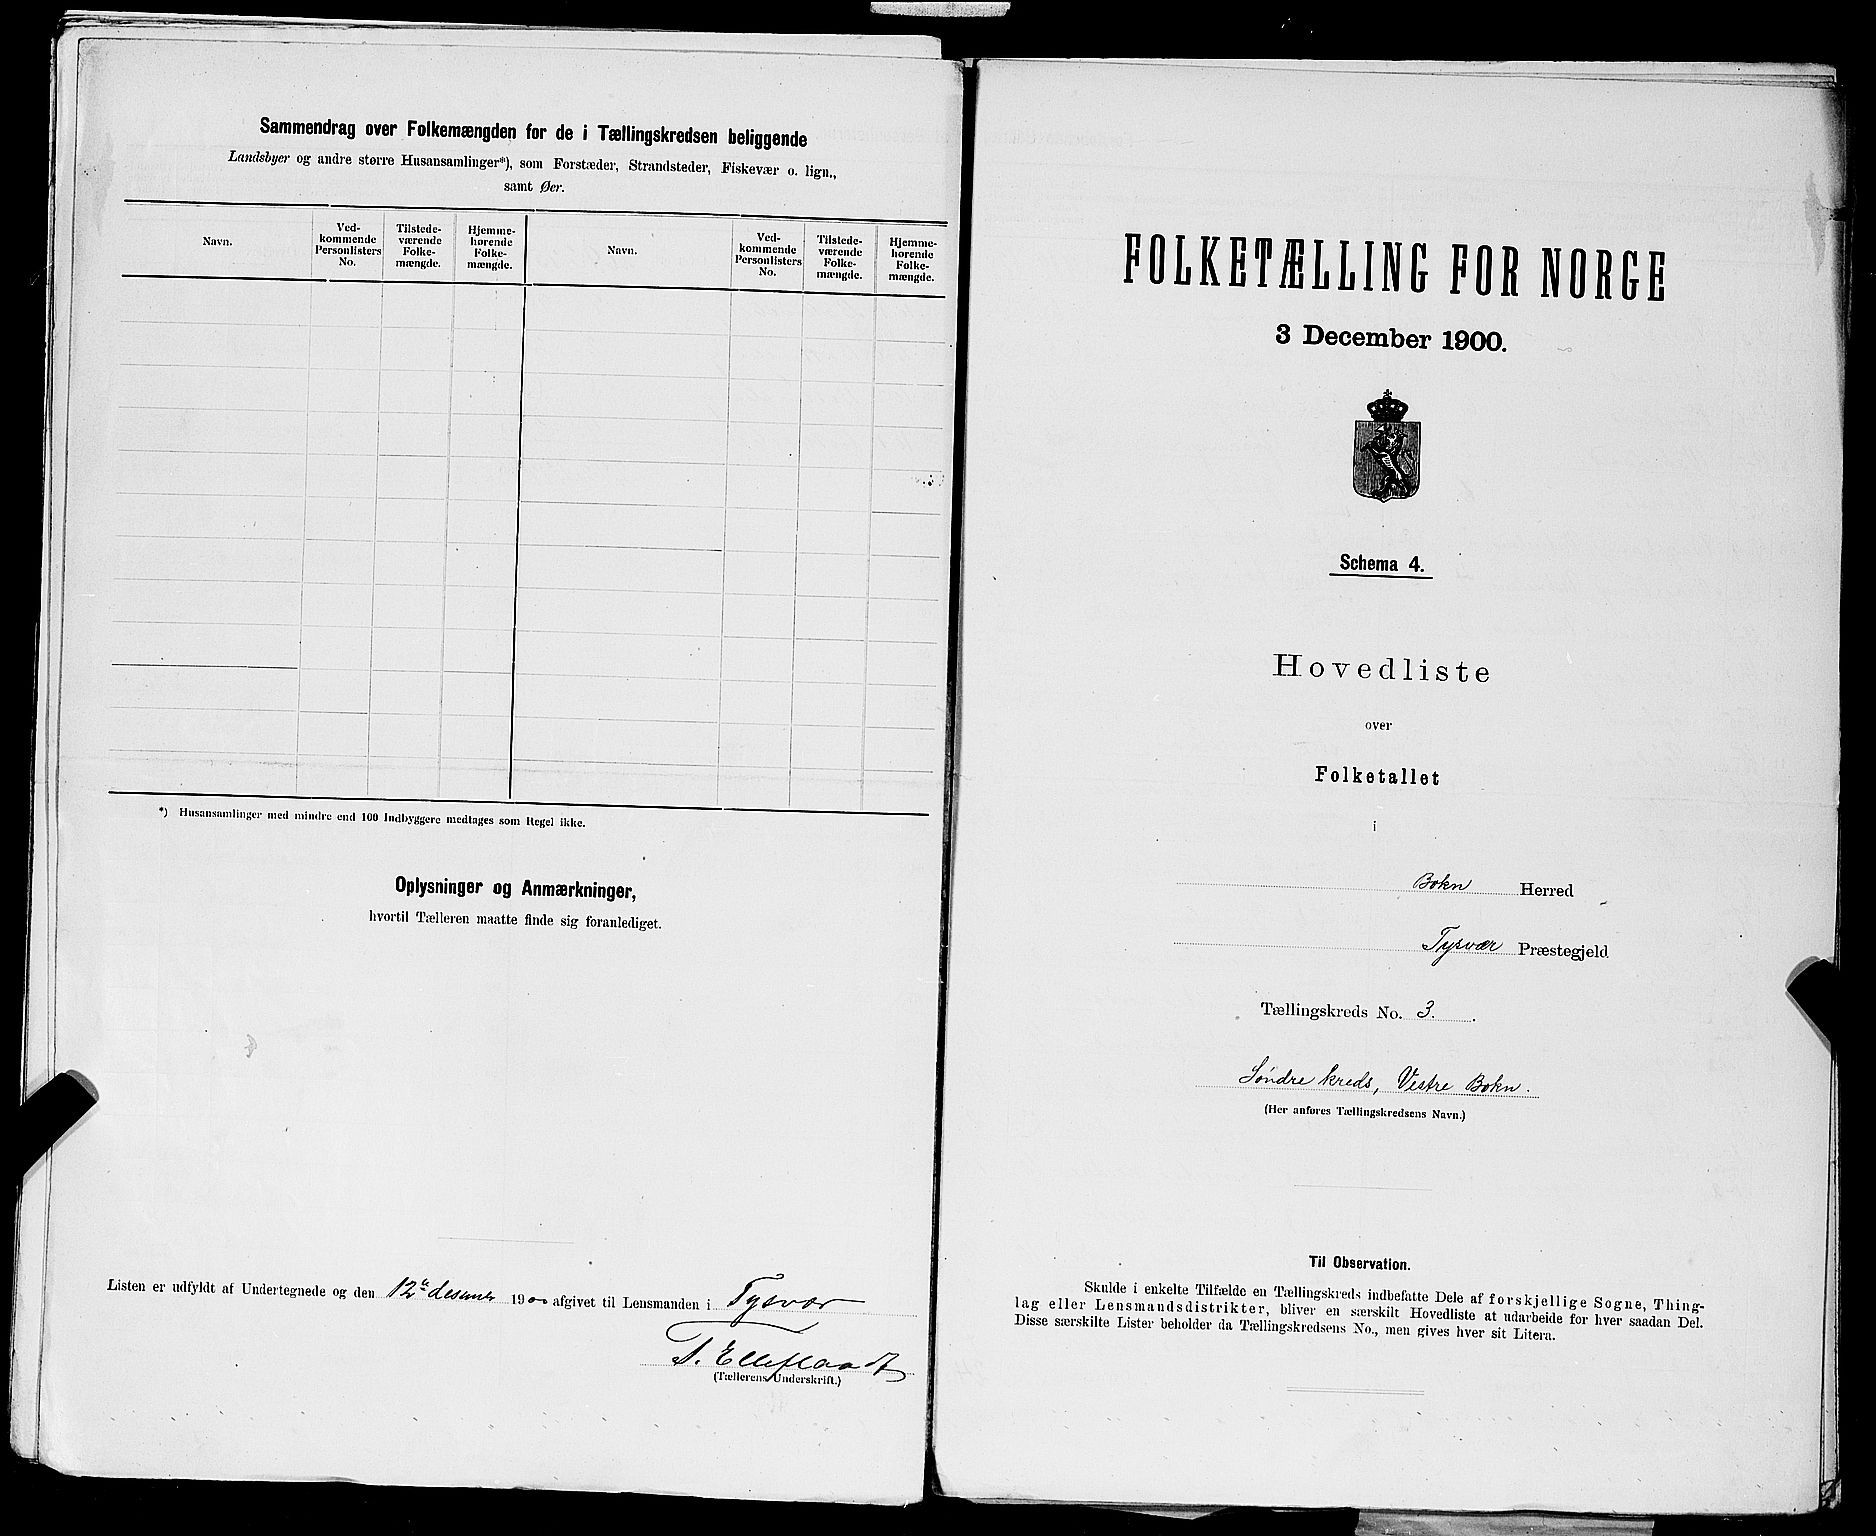 Sammendrag over Folkemængden for de i Tællingskredsen beliggende
Landsbyer og andre større Husansamlinger*), som Forstæder, Strandsteder, Fiskevær o. lign.,
samt Øer.
Navn.
Ved-
kommende
Personlisters
No.
Tilstede-
værende
Folke-
mængde.
Hjemme-
hørende
Folke-
mængde.
Navn.
Ved-
kommende
Personlisters
No.
Tilstede-
værende
Folke-
mængde.
Hjemme-
hørende
Folke-
mængde.
*) Husansamlinger med mindre end 100 Indbyggere medtages som Regel ikke.
Oplysninger og Anmærkninger,
hvortil Tælleren maatte finde sig foranlediget.
Listen er udfyldt af Undertegnede og den 12te 1900 afgivet til Lensmanden i Tysvær
(Tællerens Underskrift.)
FOLKETÆLLING FOR NORGE
3 December 1900.
Schema 4.
Hovedliste
over
Folketallet
i
Bokn Herred
Tysvær Præstegjeld
Tællingskreds No. 3.
Søndre kreds, Vestre Bokn.
(Her anføres Tællingskredsens Navn.)
Til Observation.
Skulde i enkelte Tilfælde en Tællingskreds indbefatte Dele af forskjellige Sogne, Thing-
lag eller Lensmandsdistrikter, bliver en særskilt Hovedliste at udarbeide for hver saadan Del.
Disse særskilte Lister beholder da Tællingskredsens No., men gives hver sit Litera.